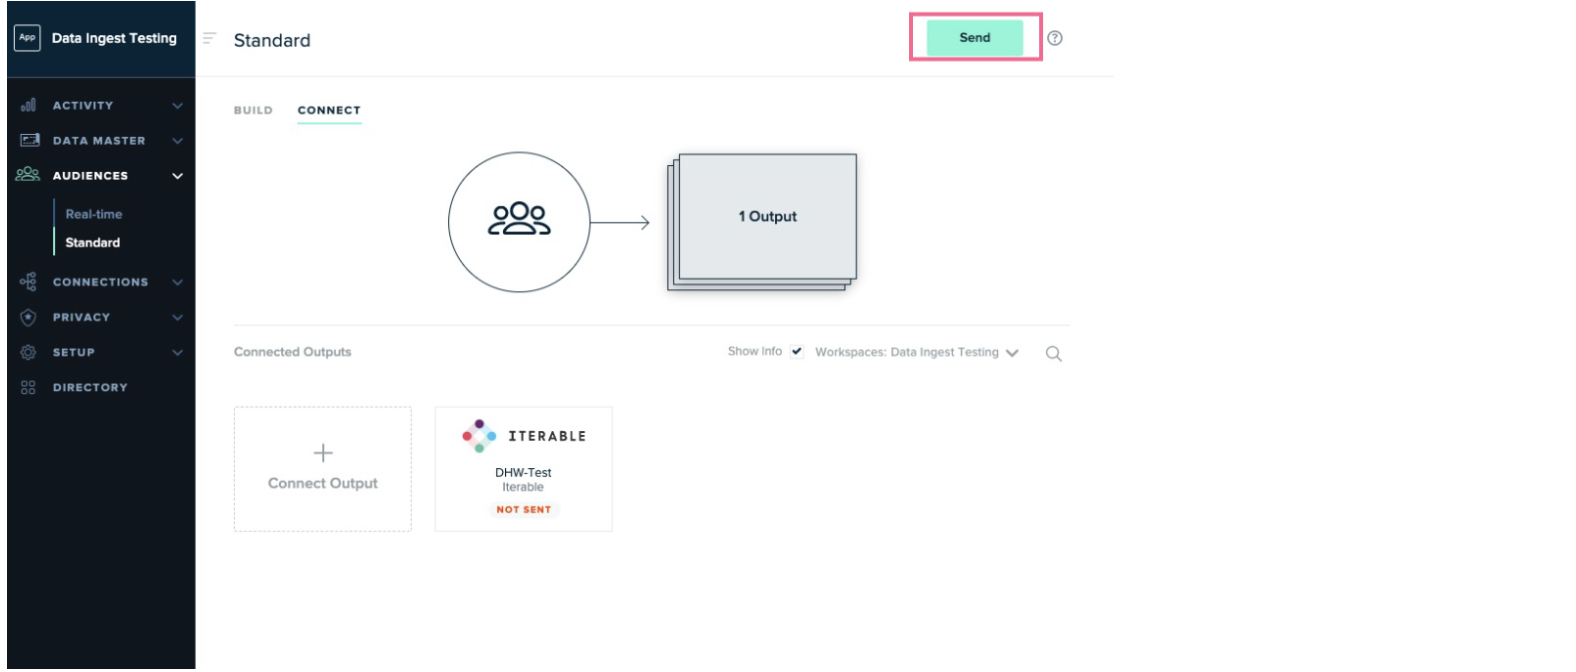 App
Data Ingest Testing
Standard
Send
?
ACTIVITY
DATA MASTER
AUDIENCES
Real-time
Standard
CONNECTIONS
PRIVACY
SETUP
DIRECTORY
BUILD
CONNECT
1 Output
Connected Outputs
Show Info
Workspaces: Data Ingest Testing
Connect Output
ITERABLE
DHW-Test
Iterable
NOT SENT